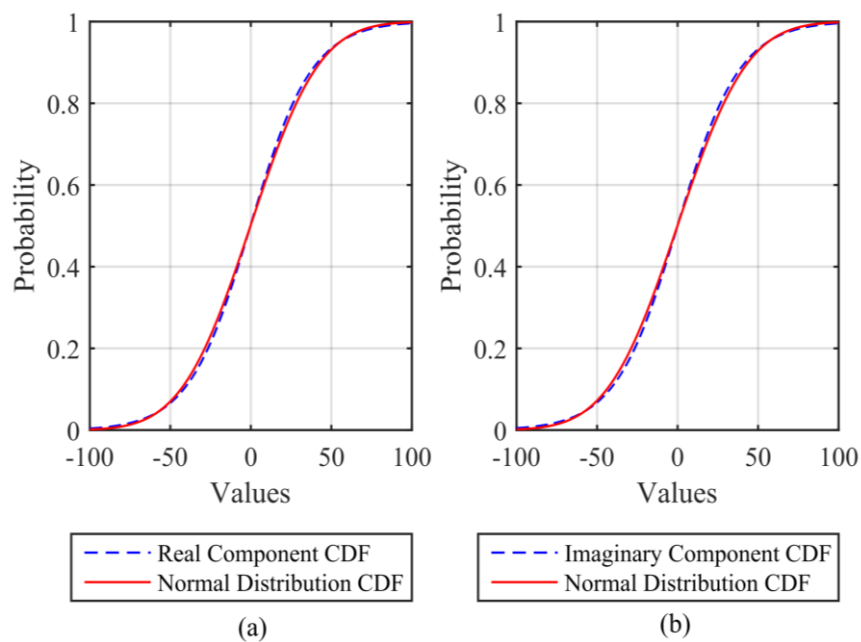 1
0.8
0.6
0.4
0.2
0
Probability
-100 -50 0 50 100
Values
Real Component CDF
Normal Distribution CDF
(a)
1
0.8
0.6
0.4
0.2
0
Probability
-100 -50 0 50 100
Values
Imaginary Component CDF
Normal Distribution CDF
(b)